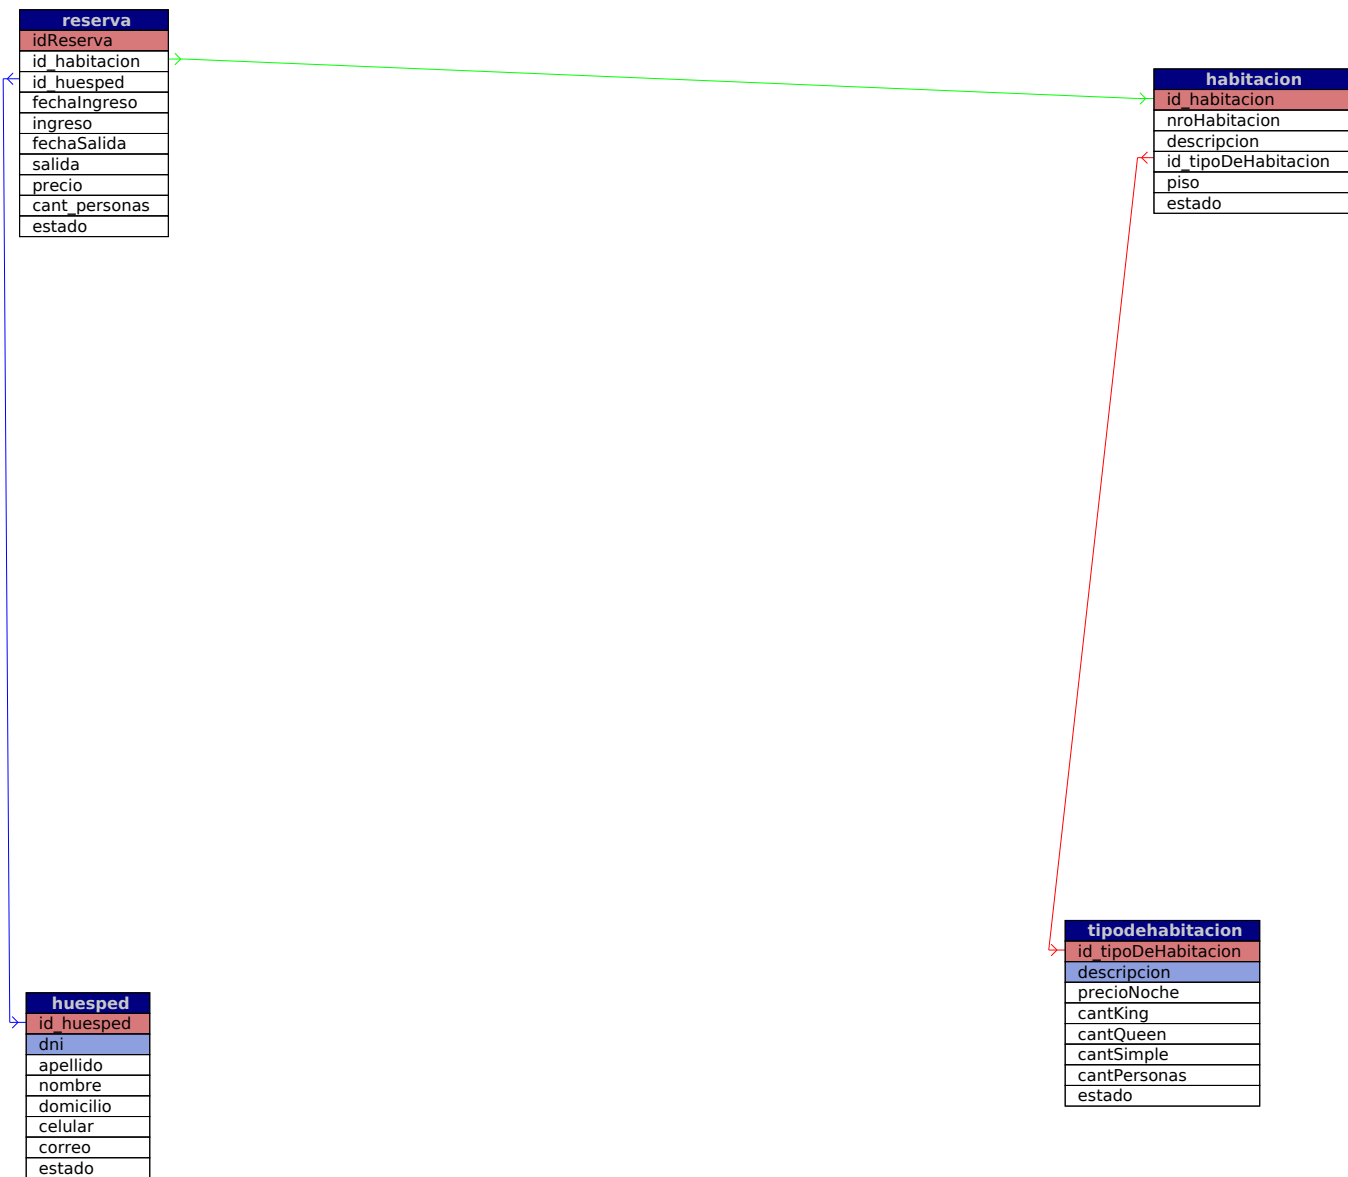 reserva
idReserva
id_habitacion
id_huesped
fechaIngreso
ingreso
fechaSalida
salida
precio
cant_personas
estado
habitacion
id_habitacion
nroHabitacion
descripcion
id_tipoDeHabitacion
piso
estado
tipodehabitacion
id_tipoDeHabitacion
descripcion
precioNoche
cantKing
cantQueen
cantSimple
cantPersonas
estado
huesped
id_huesped
dni
apellido
nombre
domicilio
celular
correo
estado